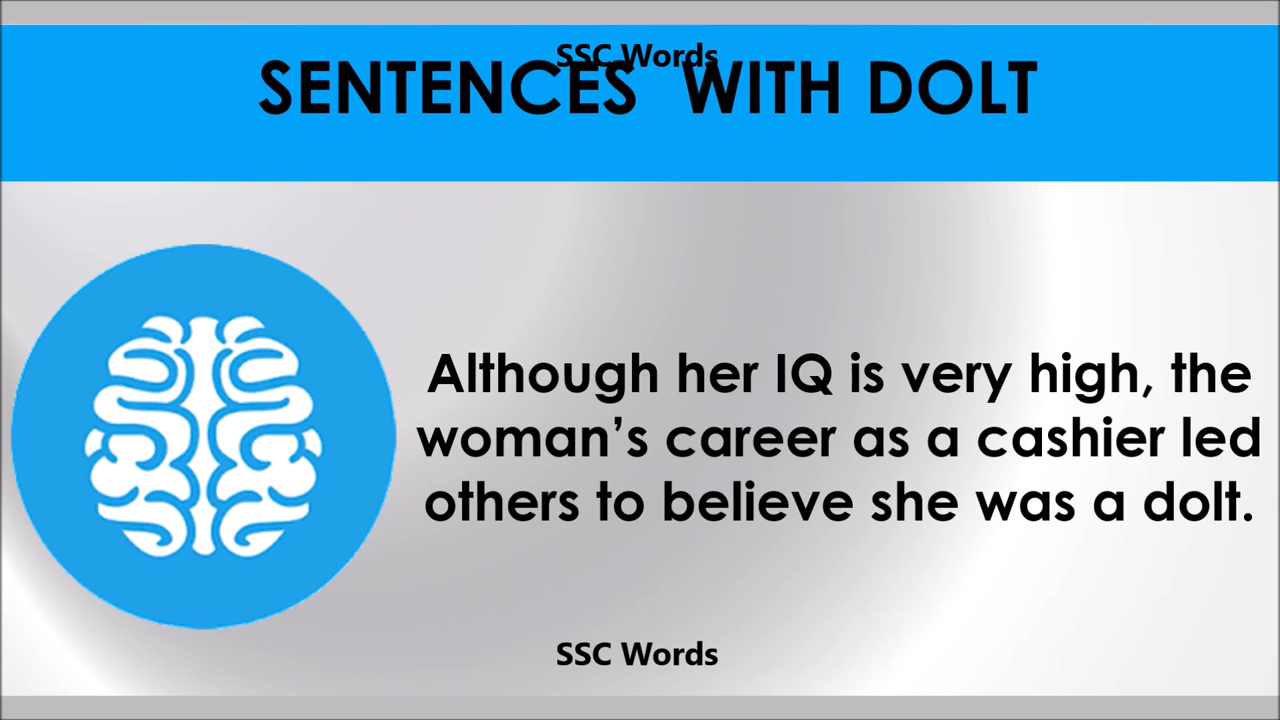 SSC Words
SENTENCES WITH DOLT
Although her IQ is very high, the
woman’s career as a cashier led
others to believe she was a dolt.
SSC Words